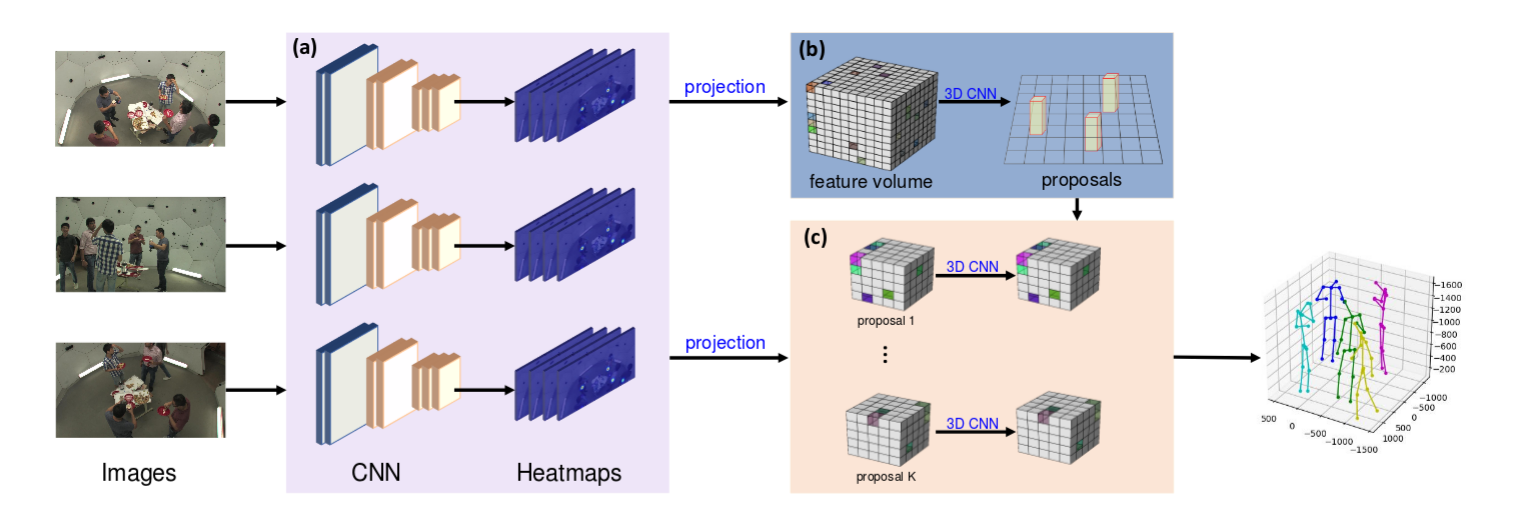 (a)
(b)
projection
3D CNN
feature volume
proposals
(c)
3D CNN
proposal 1
projection
3D CNN
proposal K
Images
CNN
Heatmaps
−1600
−1400
−1200
−1000
−800
−600
−400
−200
500
0
−500
−1000
−1500
1000
500
0
−500
−1000